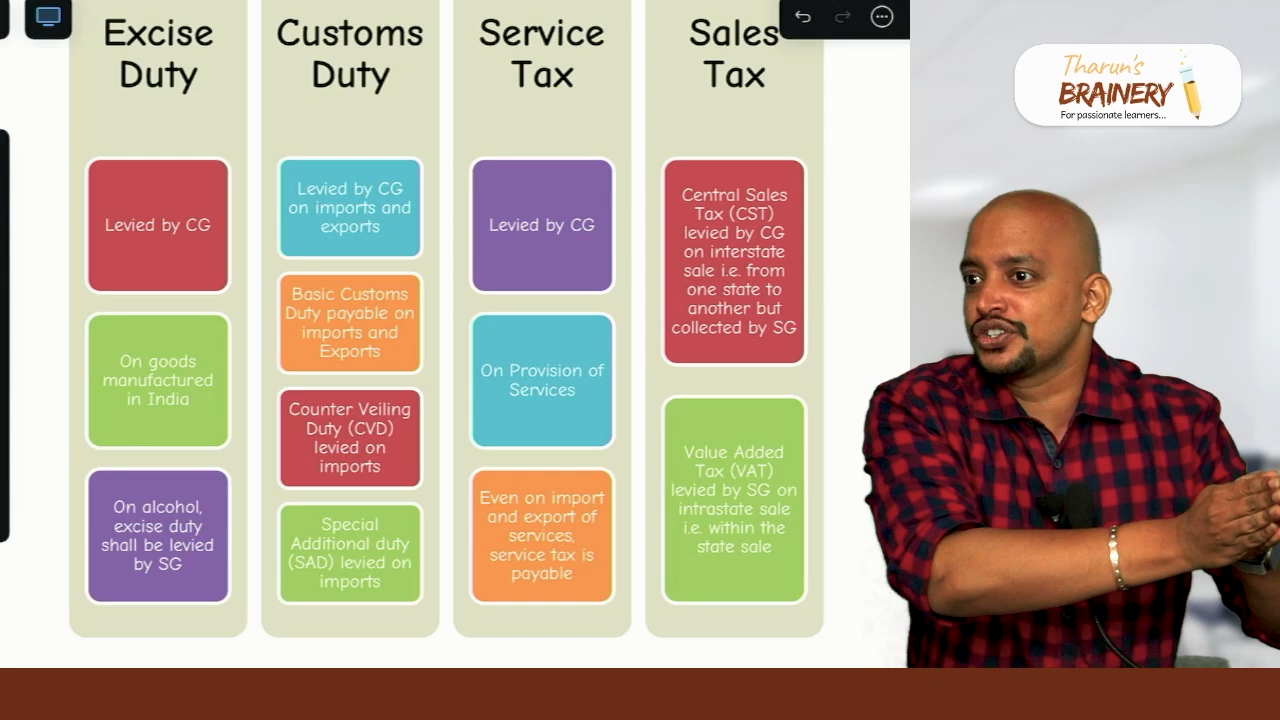 Excise
Duty
Levied by CG
On goods
manufactured
in India
On alcohol,
excise duty
shall be levied
by SG
Customs
Duty
Levied by CG
on imports and
exports
Basic Customs
Duty payable on
imports and
Exports
Counter Veiling
Duty (CVD)
levied on
imports
Special
Additional duty
(SAD) levied on
imports
Service
Tax
Levied by CG
On Provision of
Services
Even on import
and export of
services,
service tax is
payable
Sales
Tax
Central Sales
Tax (CST)
levied by CG
on interstate
sale i.e. from
one state to
another but
collected by SG
Value Added
Tax (VAT)
levied by SG on
intrastate sale
i.e. within the
state sale
Tharun's
BRAINERY
For passionate learners...